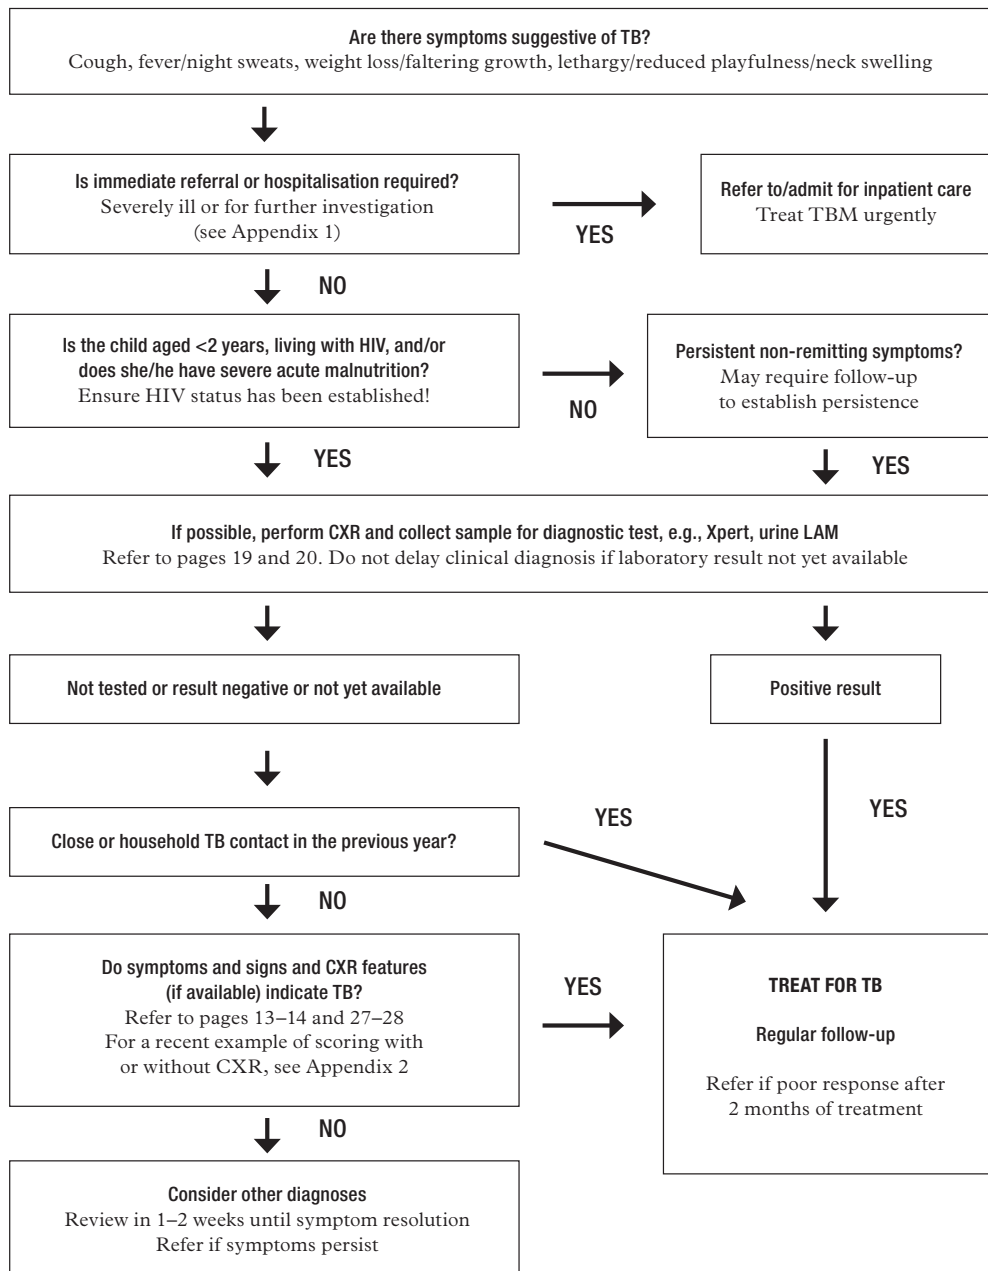 Are there symptoms suggestive of TB?
Cough, fever/night sweats, weight loss/faltering growth, lethargy/reduced playfulness/neck swelling
Is immediate referral or hospitalisation required?
Severely ill or for further investigation
(see Appendix 1)
YES
Refer to/admit for inpatient care
Treat TBM urgently
NO
Is the child aged <2 years, living with HIV, and/or
does she/he have severe acute malnutrition?
Ensure HIV status has been established!
NO
Persistent non-remitting symptoms?
May require follow-up
to establish persistence
YES
YES
If possible, perform CXR and collect sample for diagnostic test, e.g., Xpert, urine LAM
Refer to pages 19 and 20. Do not delay clinical diagnosis if laboratory result not yet available
Not tested or result negative or not yet available
Positive result
Close or household TB contact in the previous year?
YES
YES
NO
Do symptoms and signs and CXR features
(if available) indicate TB?
Refer to pages 13–14 and 27–28
For a recent example of scoring with
or without CXR, see Appendix 2
YES
TREAT FOR TB
Regular follow-up
Refer if poor response after
2 months of treatment
NO
Consider other diagnoses
Review in 1–2 weeks until symptom resolution
Refer if symptoms persist